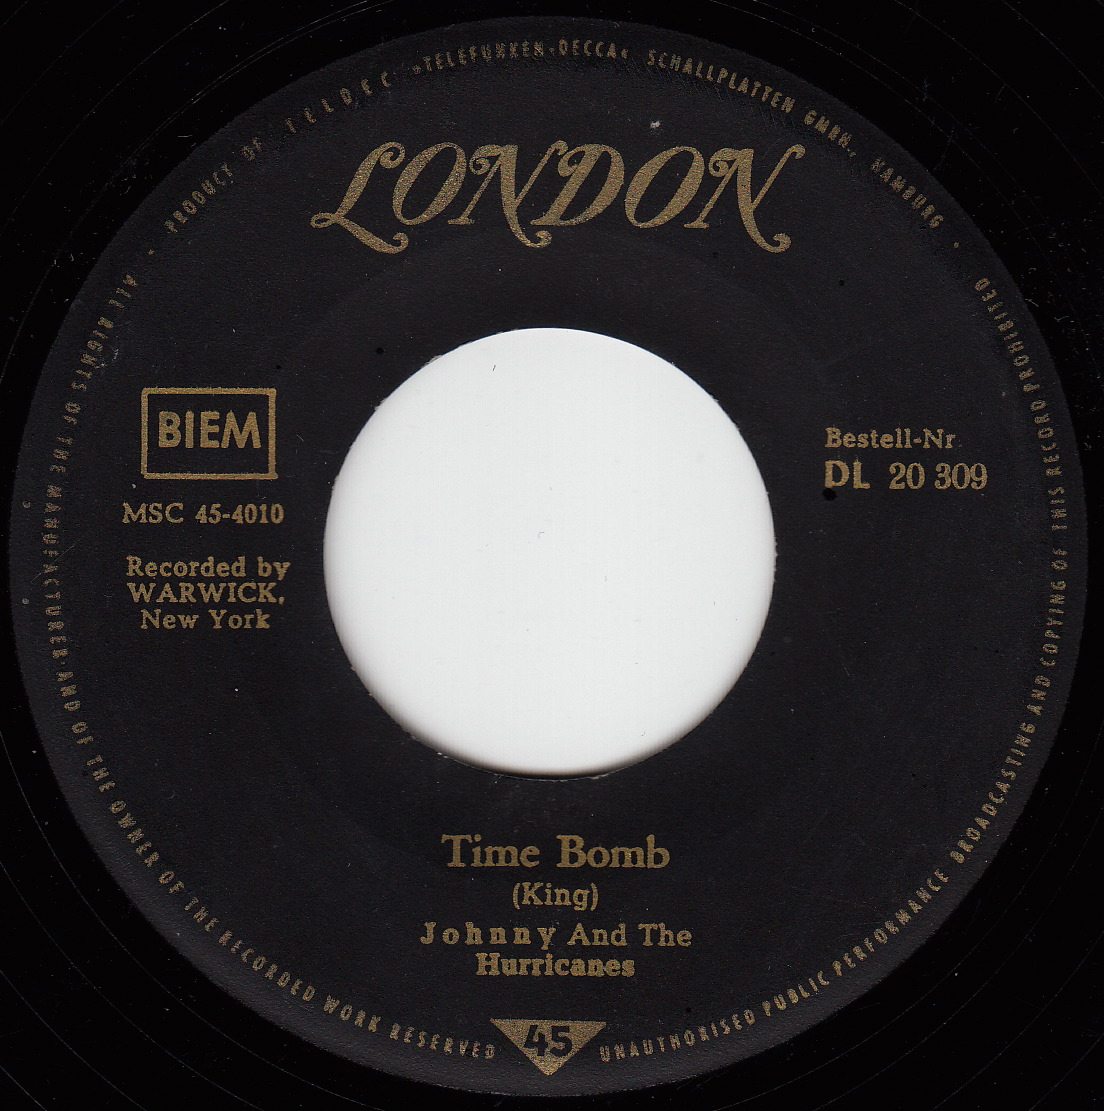 PRODUCT OF "TELDEC" »TELEFUNKEN-DECCA« SCHALLPLATTEN GMBH., HAMBURG •
LONDON
BIEM
MSC 45-4010
Recorded by
WARWICK,
New York
Bestell-Nr
DL 20 309
Time Bomb
(King)
Johnny And The
Hurricanes
45
ALL RIGHTS OF THE MANUFACTURER AND OF THE OWNER OF THE RECORDED WORK RESERVED
UNAUTHORISED PUBLIC PERFORMANCE BROADCASTING AND COPYING OF THIS RECORD PROHIBITED